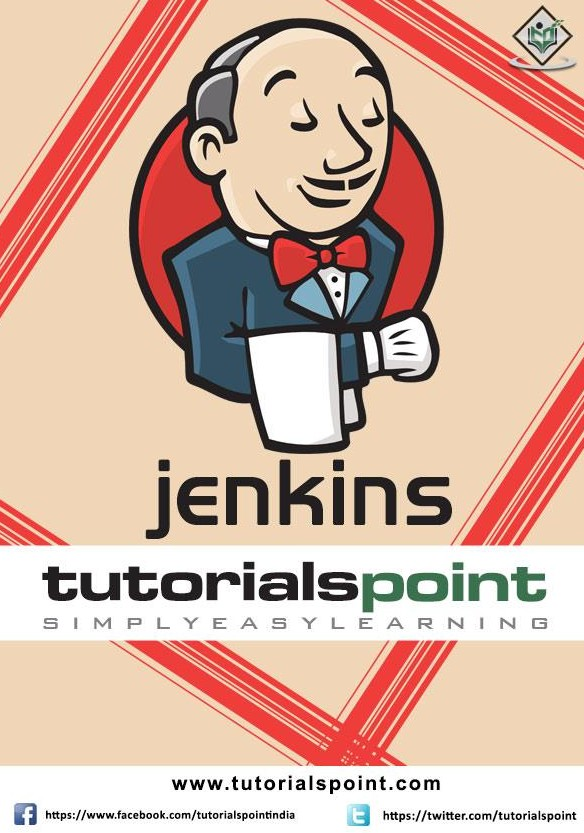 jenkins
tutorialspoint
SIMPLYEASYLEARNING
www.tutorialspoint.com
https://www.facebook.com/tutorialspointindia
https://twitter.com/tutorialspoint